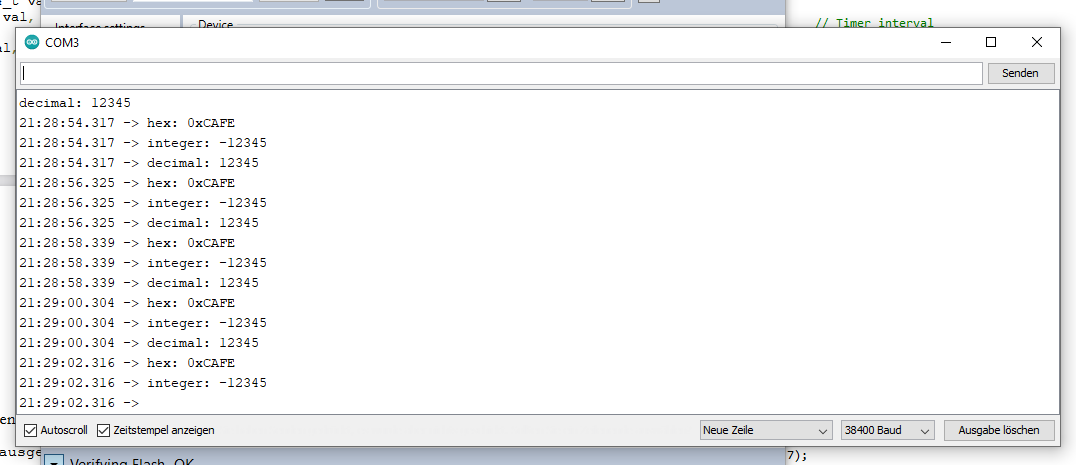 val,
Interface settings
Device
// Timer interval
COM3
Senden
decimal: 12345
21:28:54.317 -> hex: 0xCAFE
21:28:54.317 -> integer: -12345
21:28:54.317 -> decimal: 12345
21:28:56.325 -> hex: 0xCAFE
21:28:56.325 -> integer: -12345
21:28:56.325 -> decimal: 12345
21:28:58.339 -> hex: 0xCAFE
21:28:58.339 -> integer: -12345
21:28:58.339 -> decimal: 12345
21:29:00.304 -> hex: 0xCAFE
21:29:00.304 -> integer: -12345
21:29:00.304 -> decimal: 12345
21:29:02.316 -> hex: 0xCAFE
21:29:02.316 -> integer: -12345
21:29:02.316 ->
Autoscroll Zeitstempel anzeigen Neue Zeile 38400 Baud Ausgabe löschen
Verifying Flash..OK
7);